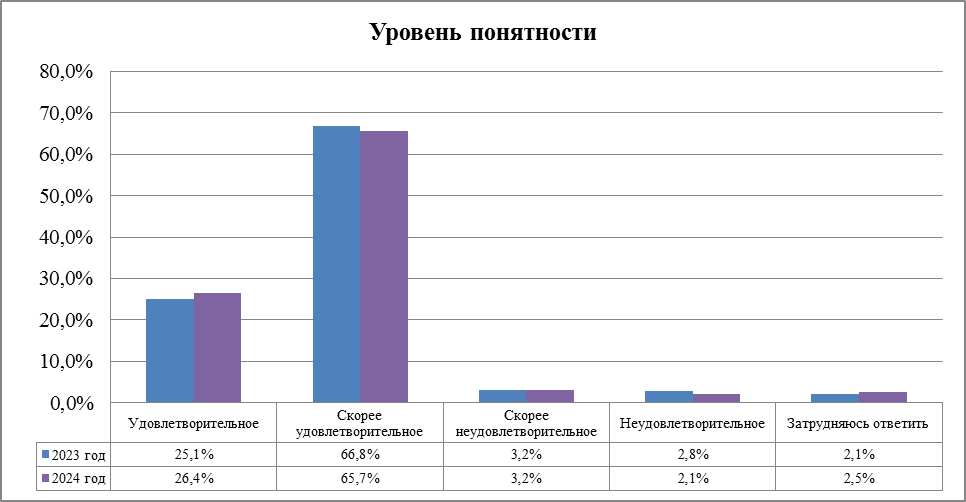 Уровень понятности
80,0%
70,0%
60,0%
50,0%
40,0%
30,0%
20,0%
10,0%
0,0%
Удовлетворительное
Скорее
удовлетворительное
Скорее
неудовлетворительное
Неудовлетворительное
Затрудняюсь ответить
2023 год 25,1% 66,8% 3,2% 2,8% 2,1%
2024 год 26,4% 65,7% 3,2% 2,1% 2,5%